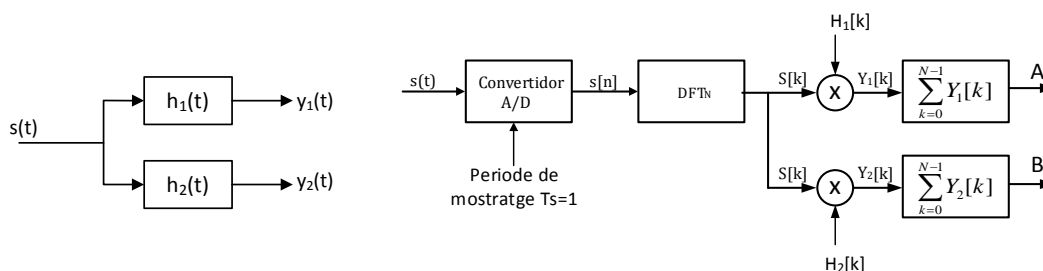 s(t)
h₁(t)
y₁(t)
h₂(t)
y₂(t)
s(t)
Convertidor
A/D
s[n]
Periode de
mostratge Ts=1
DFTN
H₁[k]
S[k]
X
Y₁[k]
∑_{k=0}^{N-1} Y₁[k]
A
S[k]
X
Y₂[k]
∑_{k=0}^{N-1} Y₂[k]
B
H₂[k]